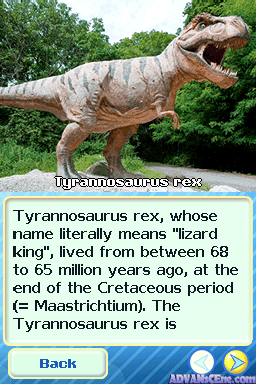 Tyrannosaurus rex
Tyrannosaurus rex, whose
name literally means "lizard
king", lived from between 68
to 65 million years ago, at the
end of the Cretaceous period
(= Maastrichtium). The
Tyrannosaurus rex is
Back
ADVANsCEne.com